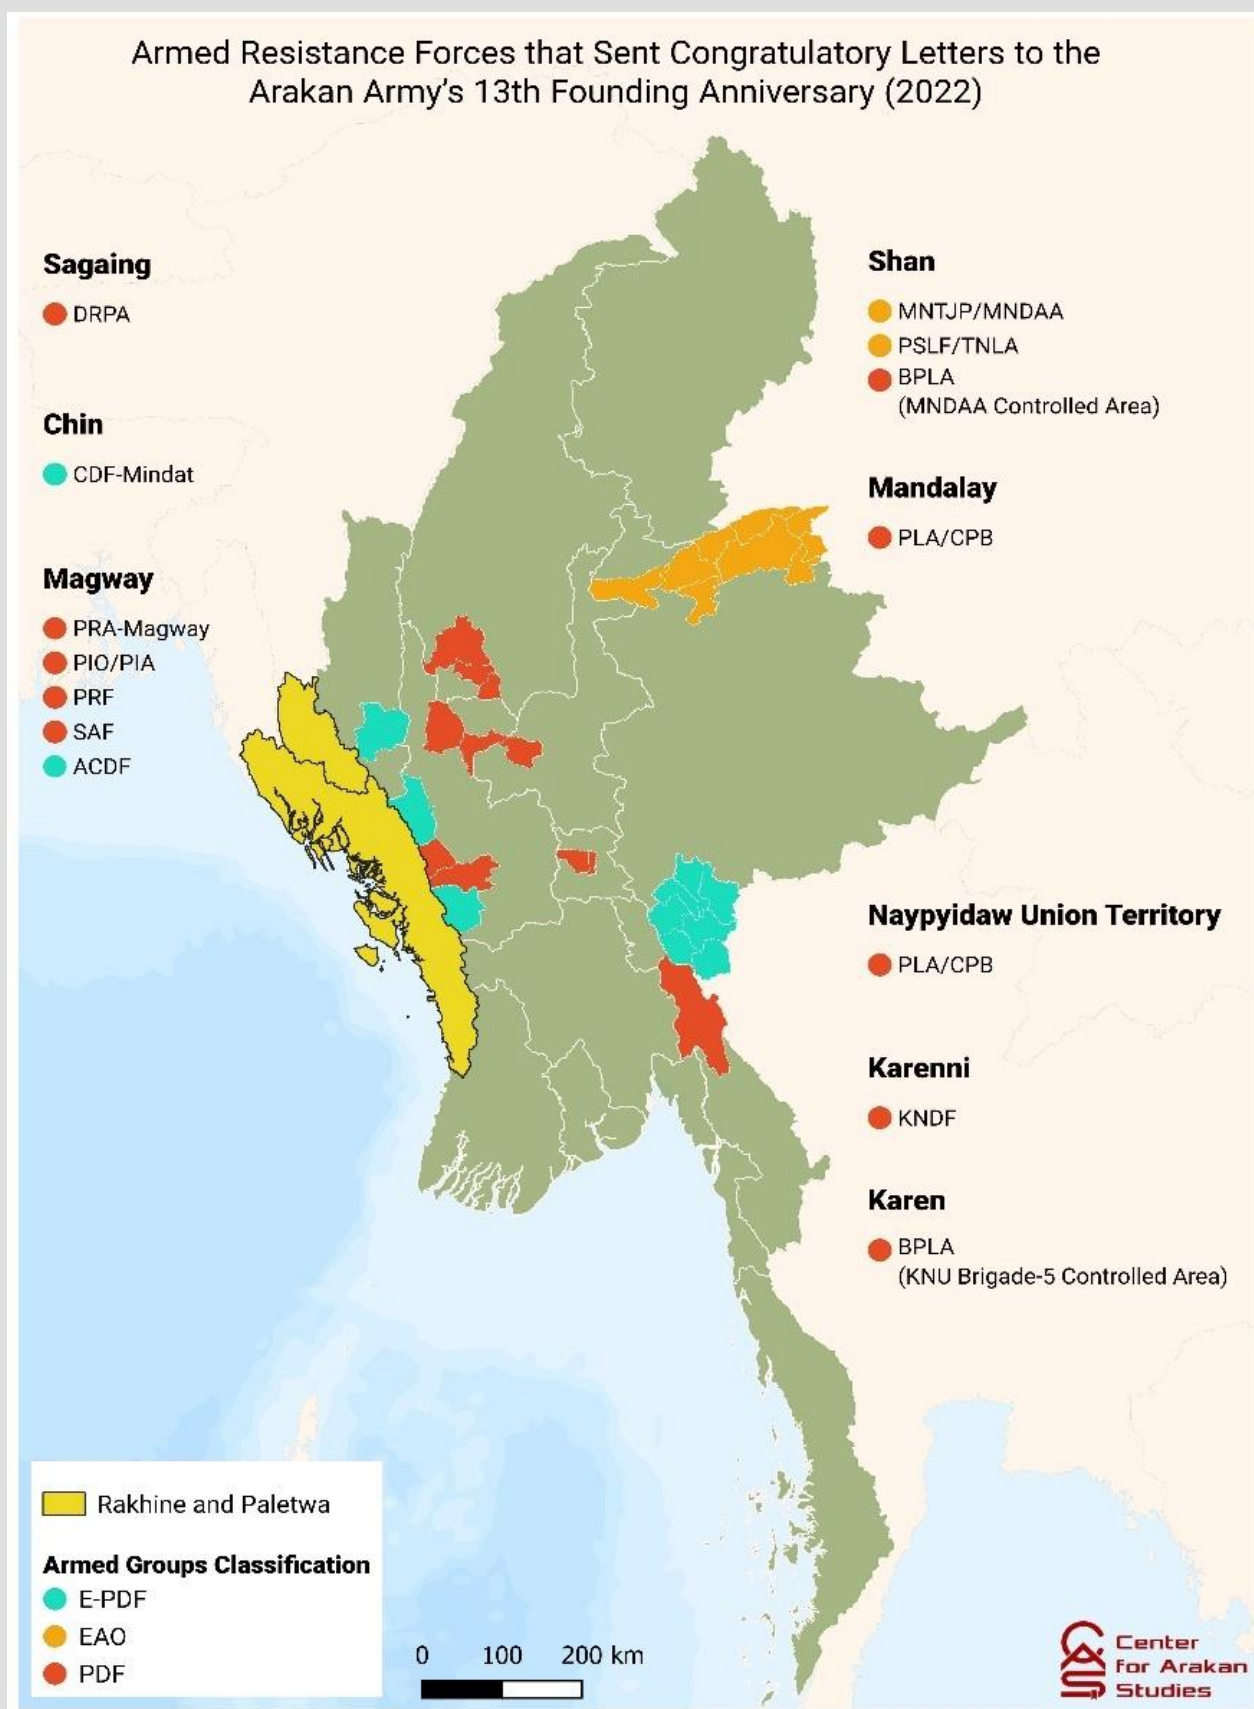 Armed Resistance Forces that Sent Congratulatory Letters to the
Arakan Army's 13th Founding Anniversary (2022)
Sagaing
DRPA
Chin
CDF-Mindat
Magway
PRA-Magway
PIO/PIA
PRF
SAF
ACDF
Shan
MNTJP/MNDAA
PSLF/TNLA
BPLA
(MNDAA Controlled Area)
Mandalay
PLA/CPB
Naypyidaw Union Territory
PLA/CPB
Karenni
KNDF
Karen
BPLA
(KNU Brigade-5 Controlled Area)
Rakhine and Paletwa
Armed Groups Classification
E-PDF
EAO
PDF
0 100 200 km
CAS
Center
for Arakan
Studies